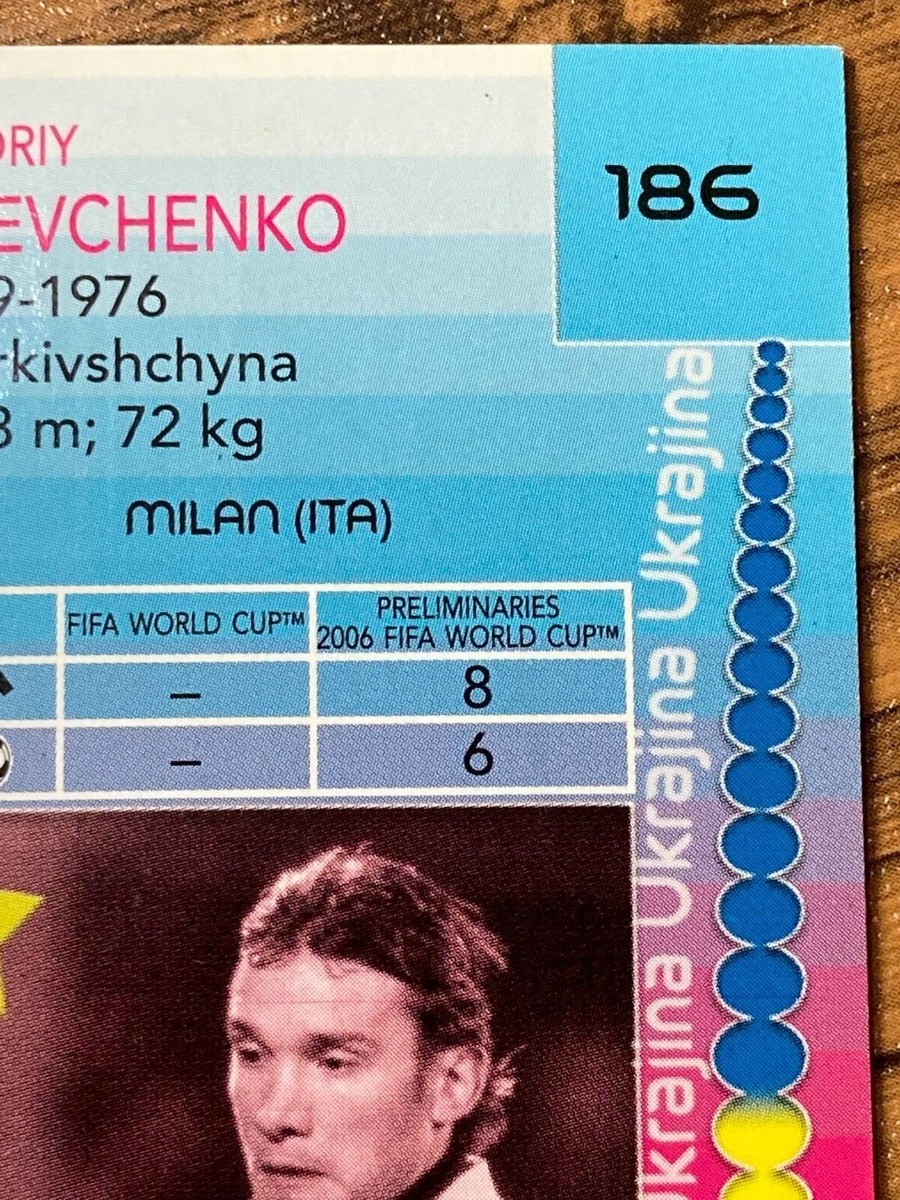 186
ORIY
EVCHENKO
9-1976
rkivshchyna
3 m; 72 kg
MILAN (ITA)
FIFA WORLD CUP™
PRELIMINARIES
2006 FIFA WORLD CUP™
– 8
– 6
Ukrajina Ukrajina Ukrajina Ukrajina